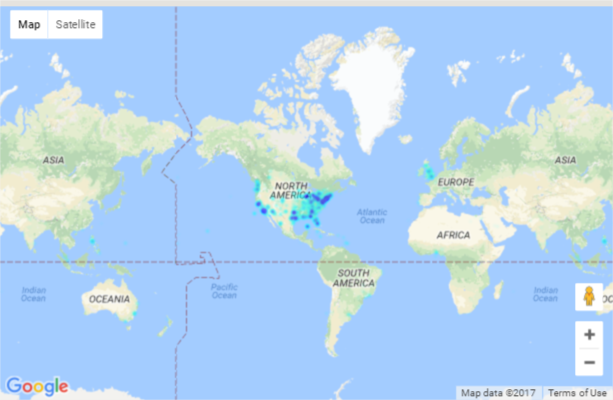 Map Satellite
ASIA
NORTH
AMERICA
EUROPE
ASIA
Atlantic
Ocean
AFRICA
Indian
Ocean
OCEANIA
Pacific
Ocean
SOUTH
AMERICA
Indian
Ocean
OC
+
−
Google
Map data ©2017 Terms of Use